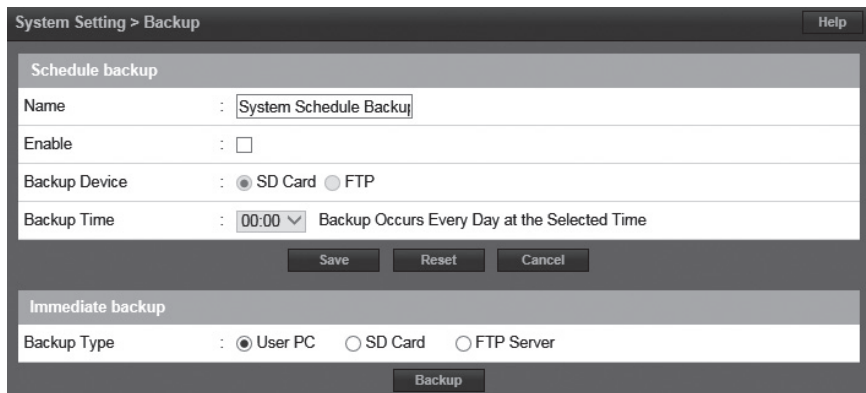 System Setting > Backup Help
Schedule backup
Name : System Schedule Backup
Enable :
Backup Device : SD Card FTP
Backup Time : 00:00 Backup Occurs Every Day at the Selected Time
Save Reset Cancel
Immediate backup
Backup Type : User PC SD Card FTP Server
Backup